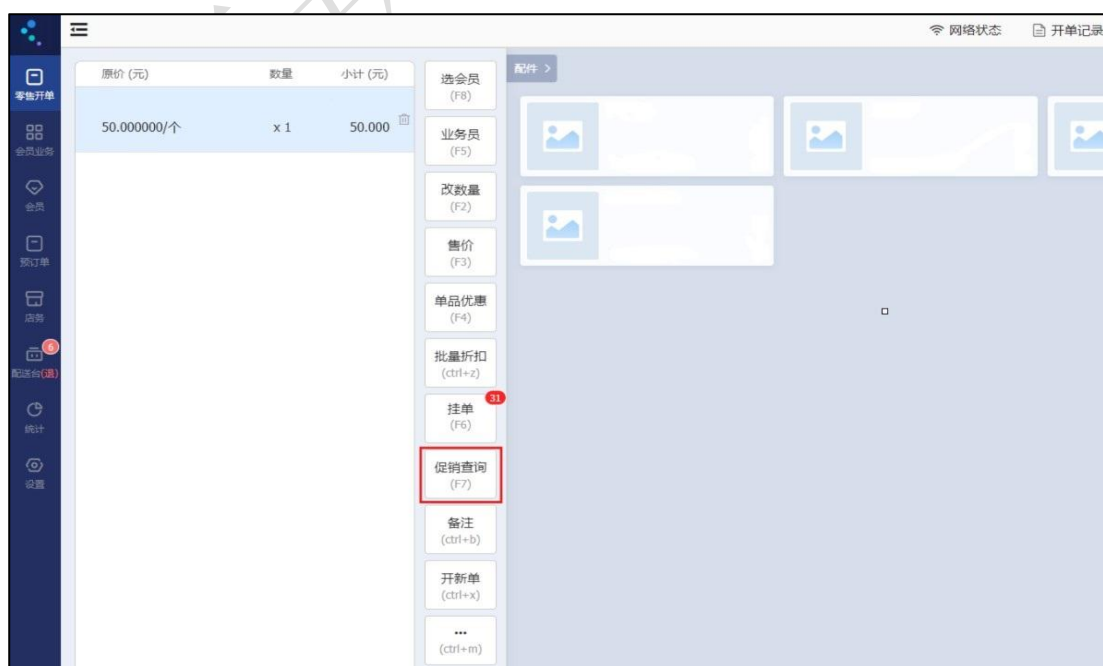 网络状态
开单记录
零售开单
会员业务
会员
预订单
店务
6
配送台(退)
统计
设置
原价 (元) 数量 小计 (元)
50.000000/个 x 1 50.000
选会员
(F8)
业务员
(F5)
改数量
(F2)
售价
(F3)
单品优惠
(F4)
批量折扣
(ctrl+z)
31
挂单
(F6)
促销查询
(F7)
备注
(ctrl+b)
开新单
(ctrl+x)
...
(ctrl+m)
配件 >